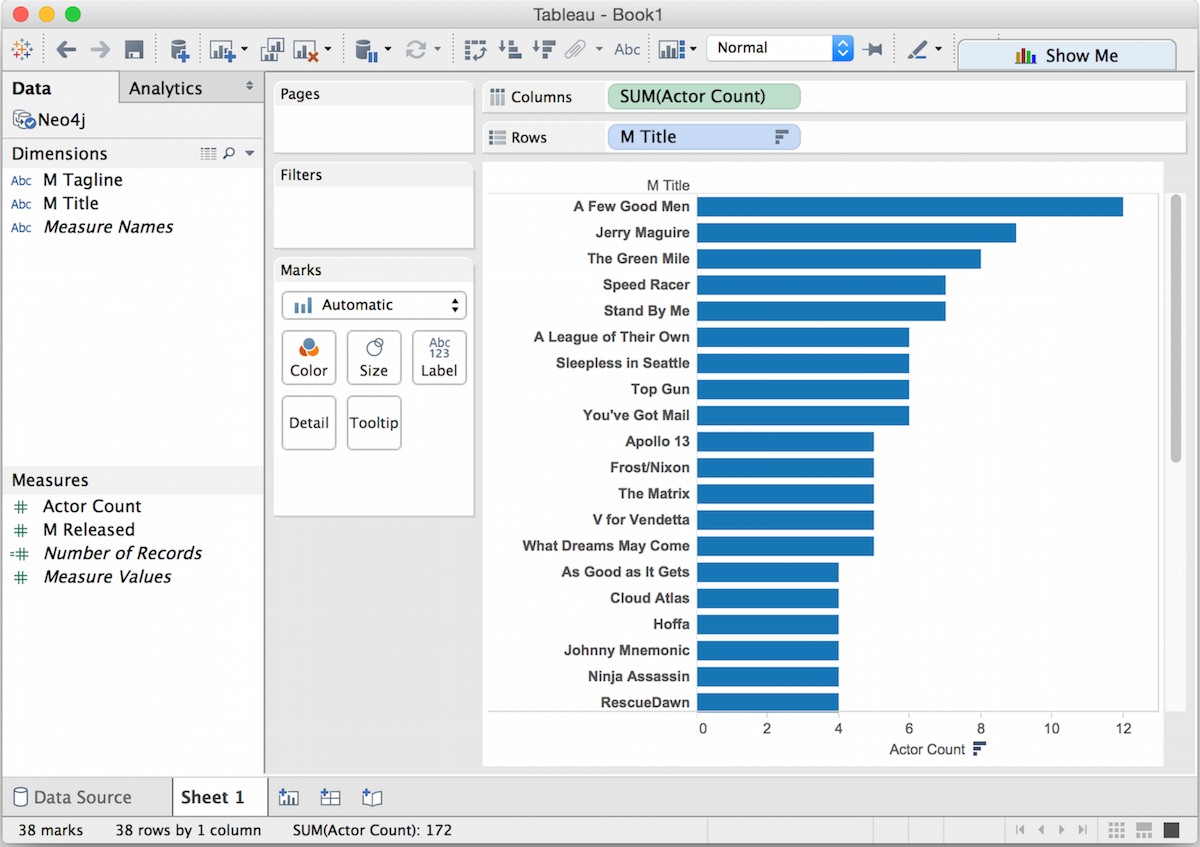 Tableau - Book1
Abc
Normal
Show Me
Data
Analytics
Neo4j
Dimensions
Abc M Tagline
Abc M Title
Abc Measure Names
Measures
Actor Count
M Released
=# Number of Records
# Measure Values
Pages
Filters
Marks
Automatic
Color
Size
Abc
123
Label
Detail
Tooltip
Columns SUM(Actor Count)
Rows M Title
M Title
A Few Good Men
Jerry Maguire
The Green Mile
Speed Racer
Stand By Me
A League of Their Own
Sleepless in Seattle
Top Gun
You've Got Mail
Apollo 13
Frost/Nixon
The Matrix
V for Vendetta
What Dreams May Come
As Good as It Gets
Cloud Atlas
Hoffa
Johnny Mnemonic
Ninja Assassin
RescueDawn
0 2 4 6 8 10 12
Actor Count
Data Source
Sheet 1
38 marks 38 rows by 1 column SUM(Actor Count): 172